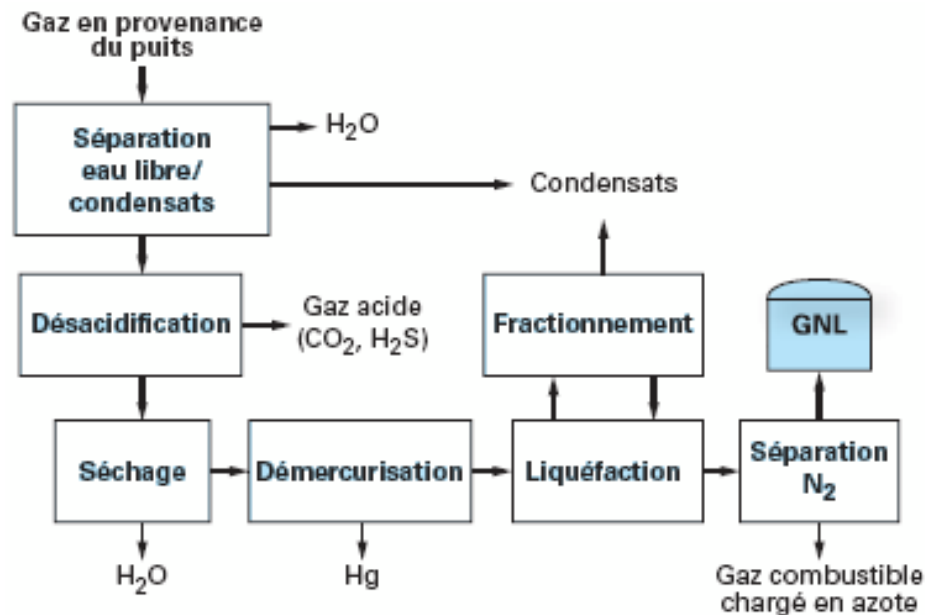 Gaz en provenance
du puits
Séparation
eau libre/
condensats
H₂O
Condensats
Désacidification
Gaz acide
(CO₂, H₂S)
Fractionnement
GNL
Séchage
Démercurisation
Liquéfaction
Séparation
N₂
H₂O
Hg
Gaz combustible
chargé en azote